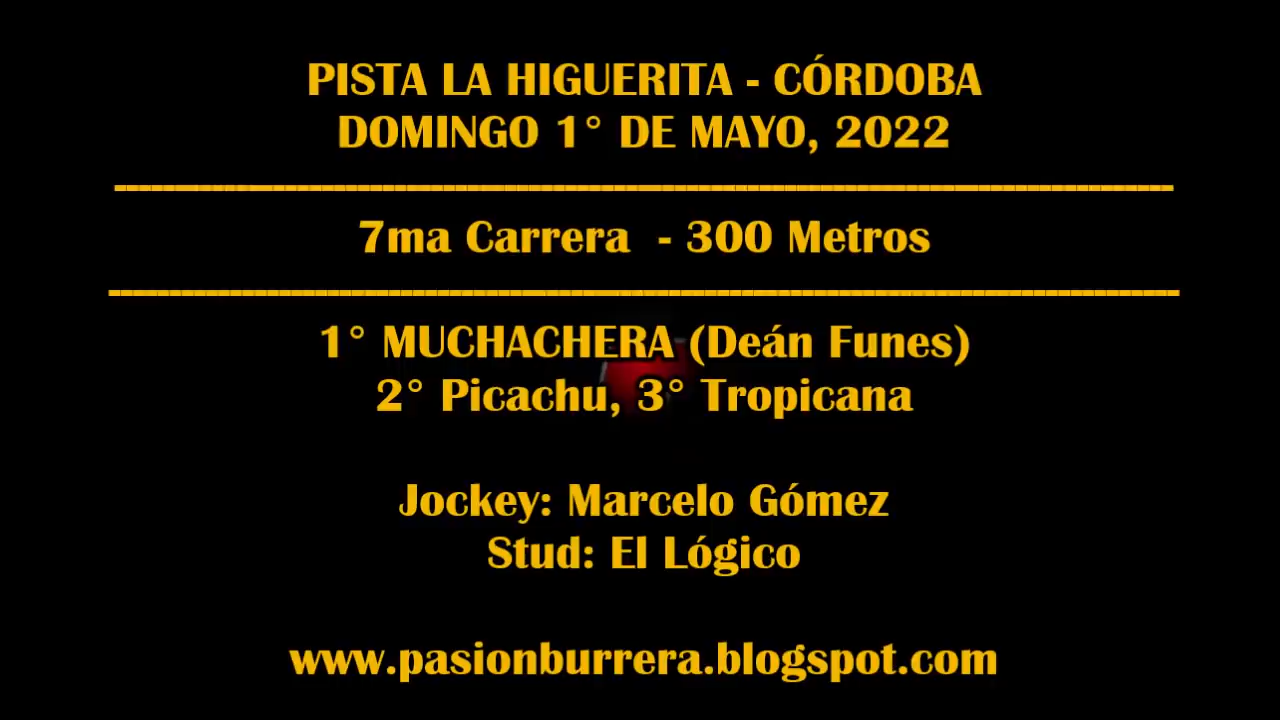 PISTA LA HIGUERITA - CÓRDOBA
DOMINGO 1° DE MAYO, 2022
7ma Carrera - 300 Metros
1° MUCHACHERA (Deán Funes)
2° Picachu, 3° Tropicana
Jockey: Marcelo Gómez
Stud: El Lógico
www.pasionburrera.blogspot.com